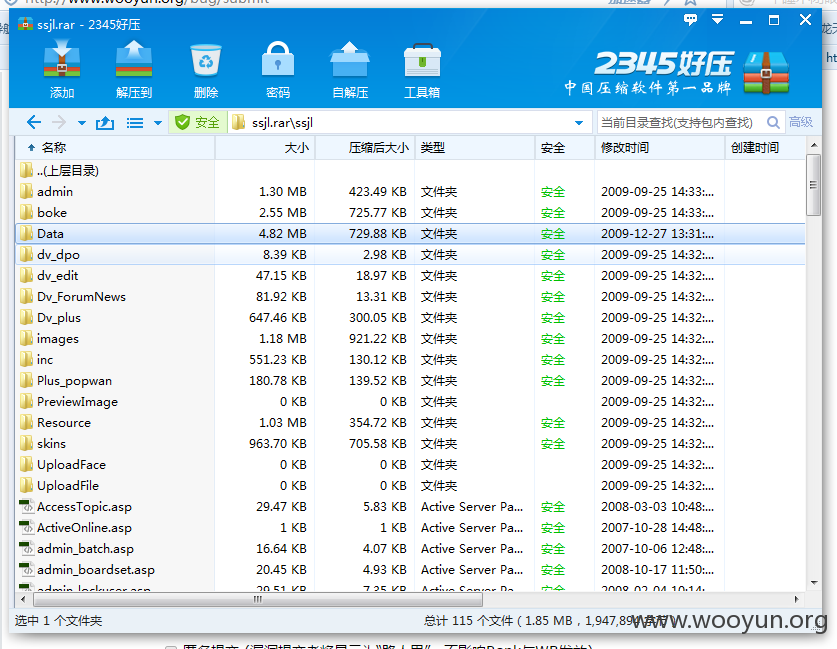 http://www.wooyun.org/bug/submit
ssjl.rar - 2345好压
添加 解压到 删除 密码 自解压 工具箱
2345好压
中国压缩软件第一品牌
安全 ssjl.rar\ssjl 当前目录查找(支持包内查找) 高级
名称 大小 压缩后大小 类型 安全 修改时间 创建时间
..(上层目录)
admin 1.30 MB 423.49 KB 文件夹 安全 2009-09-25 14:33:...
boke 2.55 MB 725.77 KB 文件夹 安全 2009-09-25 14:33:...
Data 4.82 MB 729.88 KB 文件夹 安全 2009-12-27 13:31:...
dv_dpo 8.39 KB 2.98 KB 文件夹 安全 2009-09-25 14:32:...
dv_edit 47.15 KB 18.97 KB 文件夹 安全 2009-09-25 14:32:...
Dv_ForumNews 81.92 KB 13.31 KB 文件夹 安全 2009-09-25 14:32:...
Dv_plus 647.46 KB 300.05 KB 文件夹 安全 2009-09-25 14:32:...
images 1.18 MB 921.22 KB 文件夹 安全 2009-09-25 14:32:...
inc 551.23 KB 130.12 KB 文件夹 安全 2009-09-25 14:32:...
Plus_popwan 180.78 KB 139.52 KB 文件夹 安全 2009-09-25 14:32:...
PreviewImage 0 KB 0 KB 文件夹 2009-09-25 14:32:...
Resource 1.03 MB 354.72 KB 文件夹 安全 2009-09-25 14:32:...
skins 963.70 KB 705.58 KB 文件夹 安全 2009-09-25 14:32:...
UploadFace 0 KB 0 KB 文件夹 2009-09-25 14:32:...
UploadFile 0 KB 0 KB 文件夹 2009-09-25 14:32:...
AccessTopic.asp 29.47 KB 5.83 KB Active Server Pa... 安全 2008-03-03 10:48:...
ActiveOnline.asp 1 KB 1 KB Active Server Pa... 安全 2007-10-28 14:48:...
admin_batch.asp 16.64 KB 4.07 KB Active Server Pa... 安全 2007-10-06 12:48:...
admin_boardset.asp 20.45 KB 4.93 KB Active Server Pa... 安全 2008-10-17 11:50:...
admin_lockuser.asp 29.51 KB 7.35 KB Active Server Pa... 安全 2008-02-04 10:14:...
选中 1 个文件夹 总计 115 个文件 ( 1.85 MB , 1,947,894
www.wooyun.org